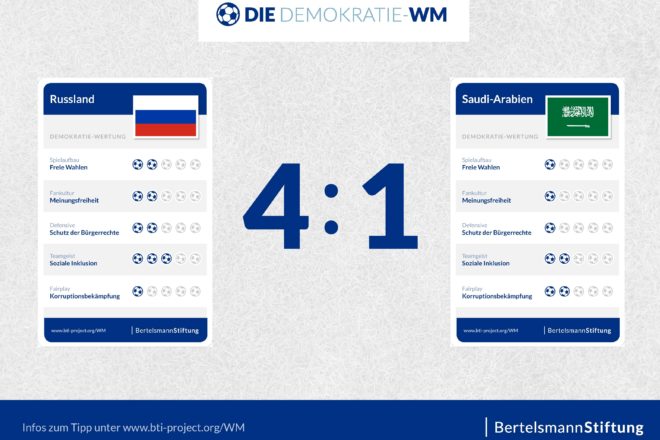 DIE DEMOKRATIE-WM
Russland
DEMOKRATIE-WERTUNG
Spielaufbau
Freie Wahlen
Fankultur
Meinungsfreiheit
Defensive
Schutz der Bürgerrechte
Teamgeist
Soziale Inklusion
Fairplay
Korruptionsbekämpfung
www.bti-project.org/WM
BertelsmannStiftung
4:1
Saudi-Arabien
DEMOKRATIE-WERTUNG
Spielaufbau
Freie Wahlen
Fankultur
Meinungsfreiheit
Defensive
Schutz der Bürgerrechte
Teamgeist
Soziale Inklusion
Fairplay
Korruptionsbekämpfung
www.bti-project.org/WM
BertelsmannStiftung
Infos zum Tipp unter www.bti-project.org/WM
BertelsmannStiftung